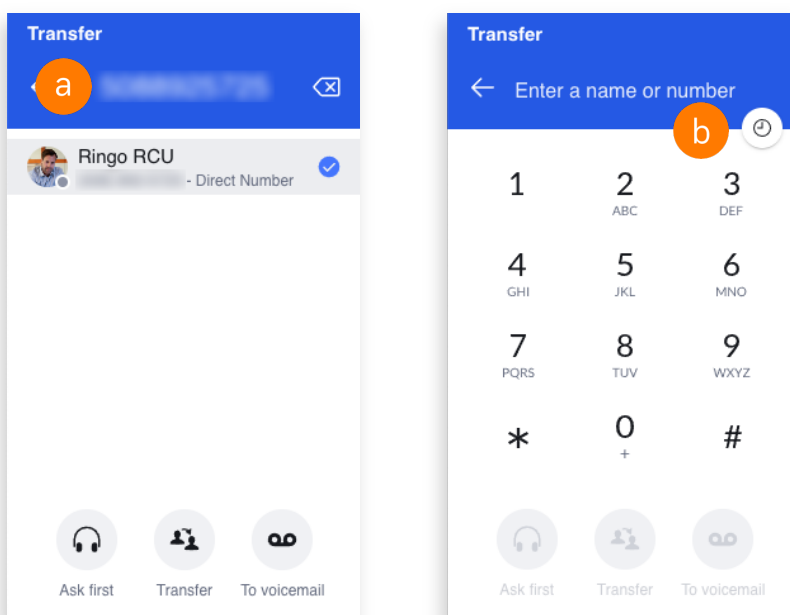 Transfer
a
Ringo RCU
- Direct Number
Ask first
Transfer
To voicemail
Transfer
Enter a name or number
b
1
2
3
ABC
DEF
4
5
6
GHI
JKL
MNO
7
8
9
PQRS
TUV
WXYZ
*
0
#
+
Ask first
Transfer
To voicemail